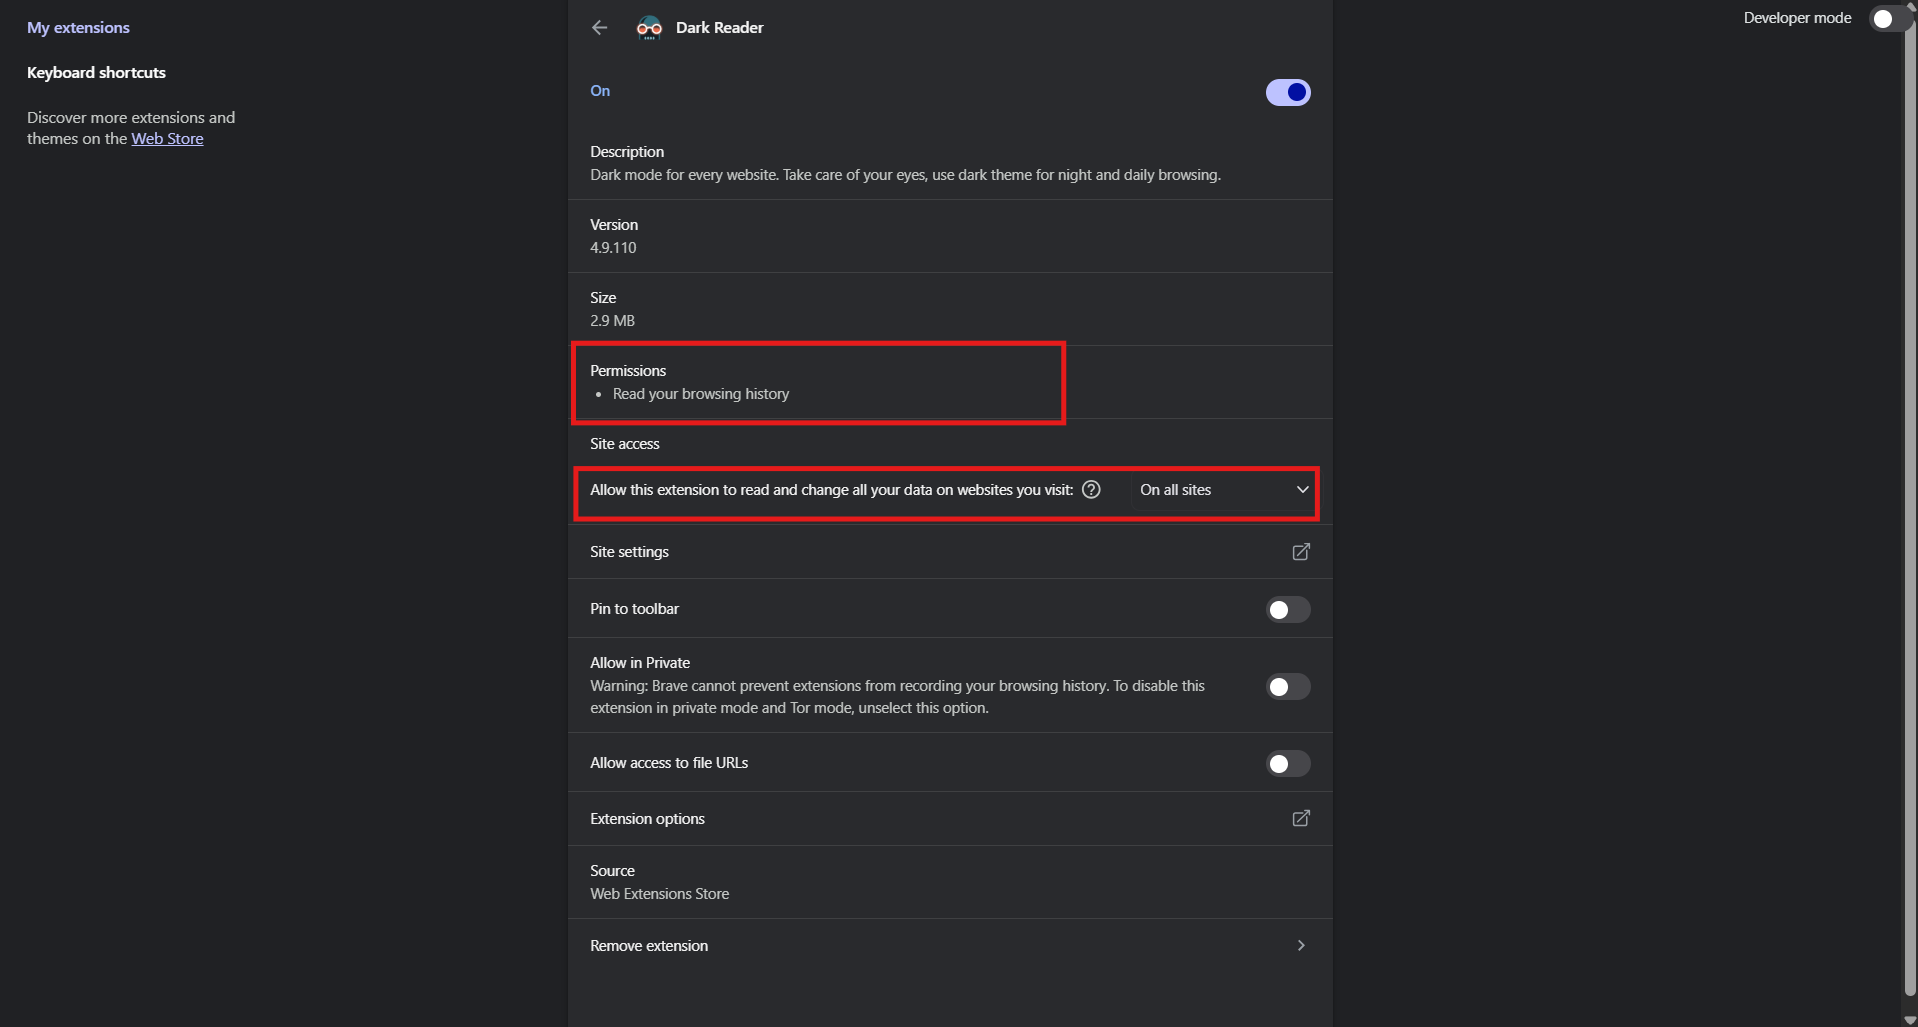 My extensions
Keyboard shortcuts
Discover more extensions and
themes on the Web Store
Dark Reader
Developer mode
On
Description
Dark mode for every website. Take care of your eyes, use dark theme for night and daily browsing.
Version
4.9.110
Size
2.9 MB
Permissions
• Read your browsing history
Site access
Allow this extension to read and change all your data on websites you visit: On all sites
Site settings
Pin to toolbar
Allow in Private
Warning: Brave cannot prevent extensions from recording your browsing history. To disable this
extension in private mode and Tor mode, unselect this option.
Allow access to file URLs
Extension options
Source
Web Extensions Store
Remove extension